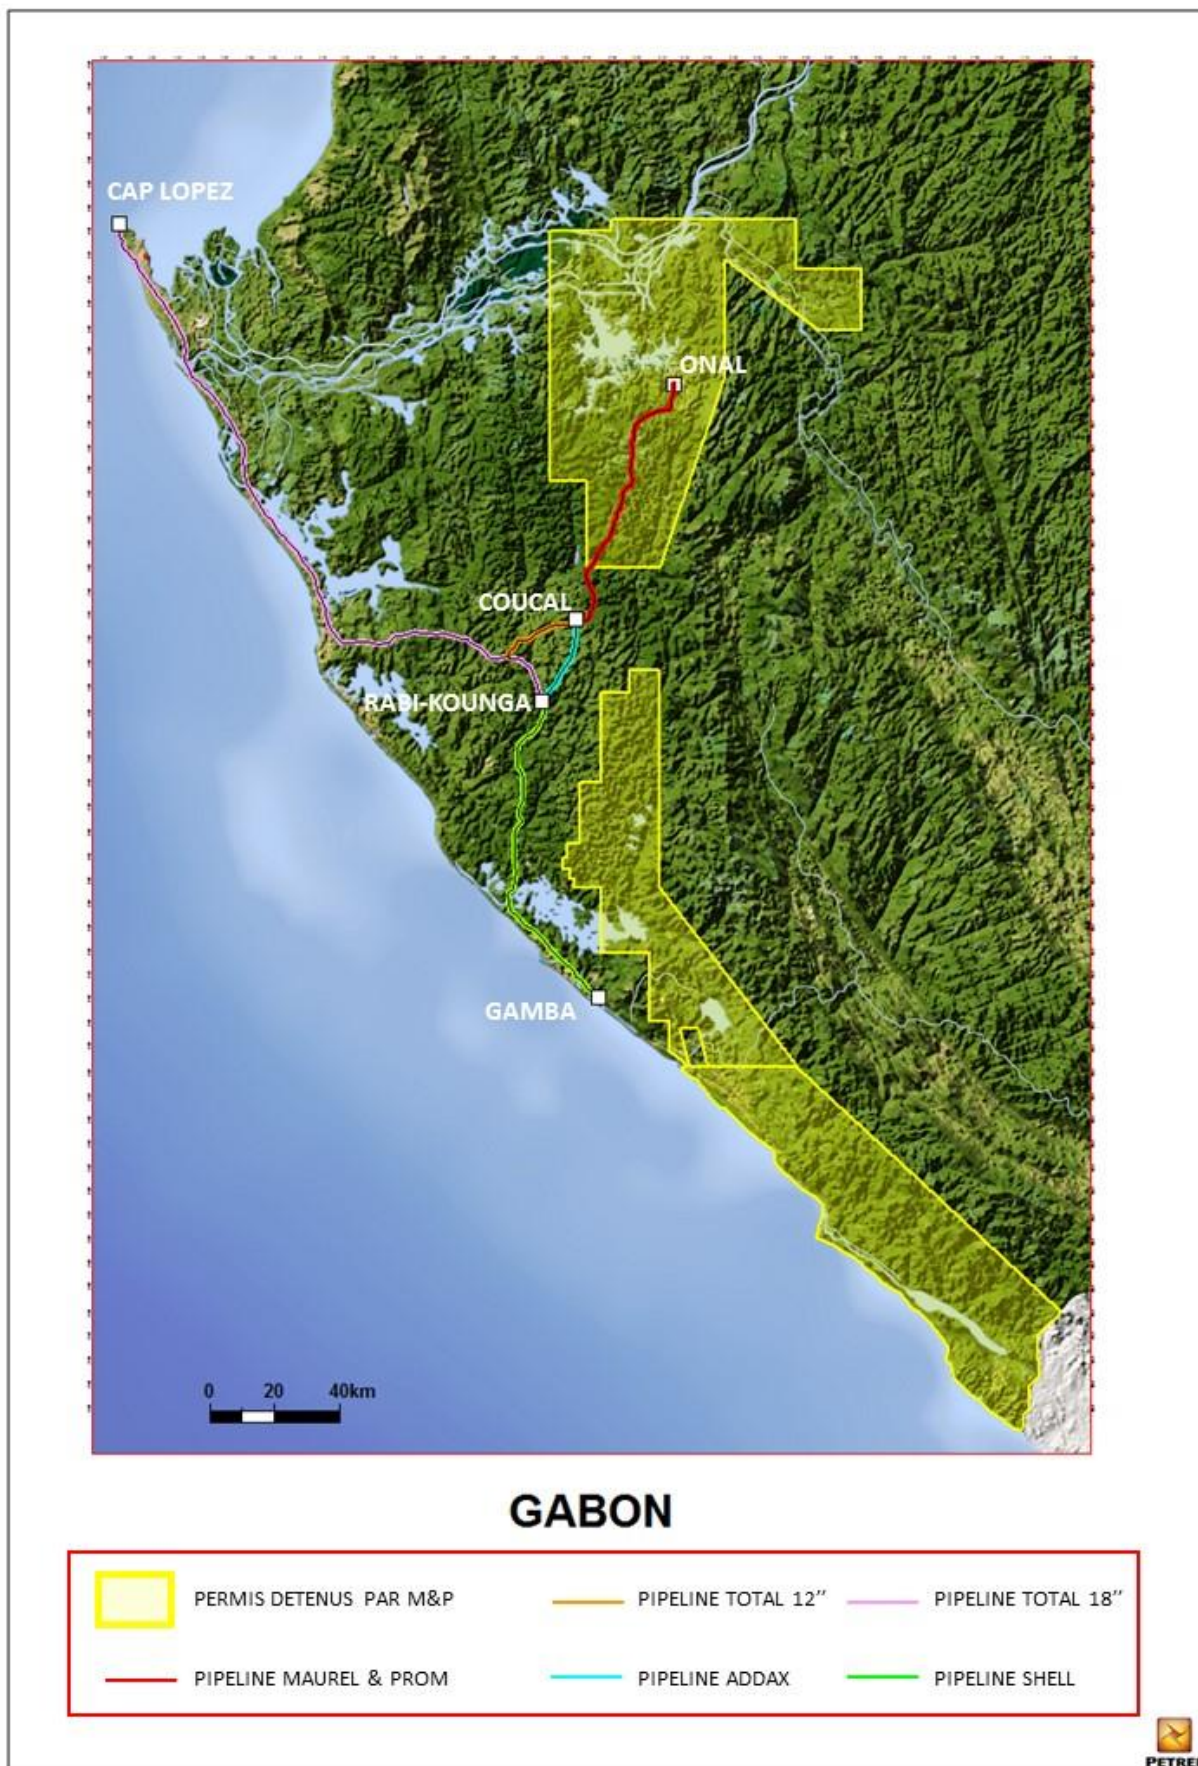 CAP LOPEZ
ONAL
COUCAL
RABI-KOUNGA
GAMBA
0 20 40km
GABON
PERMIS DETENUS PAR M&P
PIPELINE TOTAL 12’’
PIPELINE TOTAL 18’’
PIPELINE MAUREL & PROM
PIPELINE ADDAX
PIPELINE SHELL